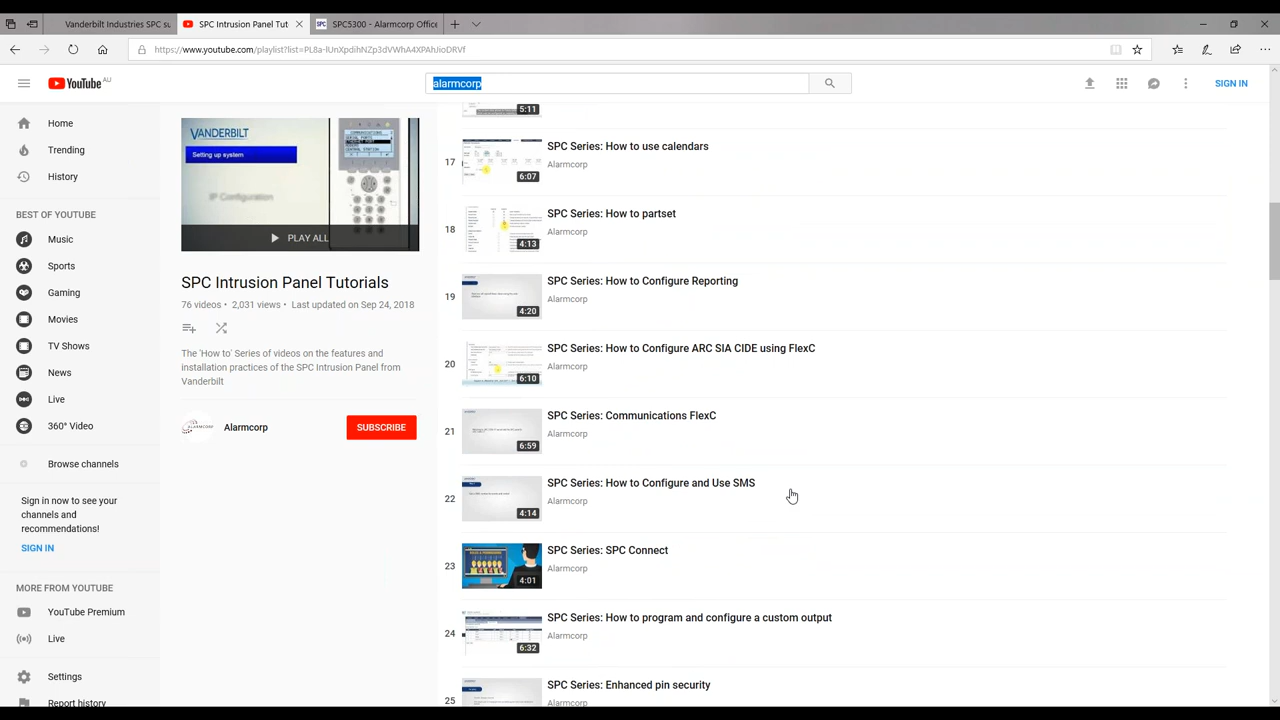 Vanderbilt Industries SPC su
SPC Intrusion Panel Tut
SPC SPC5300 - Alarmcorp Office
https://www.youtube.com/playlist?list=PL8a-lUnXpdihNZp3dVWhA4XPAhJioDRVf
YouTube AU
alarmcorp
SIGN IN
Home
Trending
History
BEST OF YOUTUBE
Music
Sports
Gaming
Movies
TV Shows
News
Live
360° Video
Browse channels
Sign in now to see your
channels and
recommendations!
SIGN IN
MORE FROM YOUTUBE
YouTube Premium
Live
Settings
Report history
VANDERBILT
Setting up system
IP Configuration
COMMUNICATIONS
PLAY ALL
SPC Intrusion Panel Tutorials
76 videos • 2,031 views • Last updated on Sep 24, 2018
The 'How to' Series of videos on the features and
installation practices of the SPC Intrusion Panel from
Vanderbilt
Alarmcorp
SUBSCRIBE
5:11
17
6:07
SPC Series: How to use calendars
Alarmcorp
18
4:13
SPC Series: How to partset
Alarmcorp
19
4:20
SPC Series: How to Configure Reporting
Alarmcorp
20
6:10
SPC Series: How to Configure ARC SIA CIDE using FlexC
Alarmcorp
21
6:59
SPC Series: Communications FlexC
Alarmcorp
22
4:14
SPC Series: How to Configure and Use SMS
Alarmcorp
23
4:01
SPC Series: SPC Connect
Alarmcorp
24
6:32
SPC Series: How to program and configure a custom output
Alarmcorp
25
SPC Series: Enhanced pin security
Alarmcorp